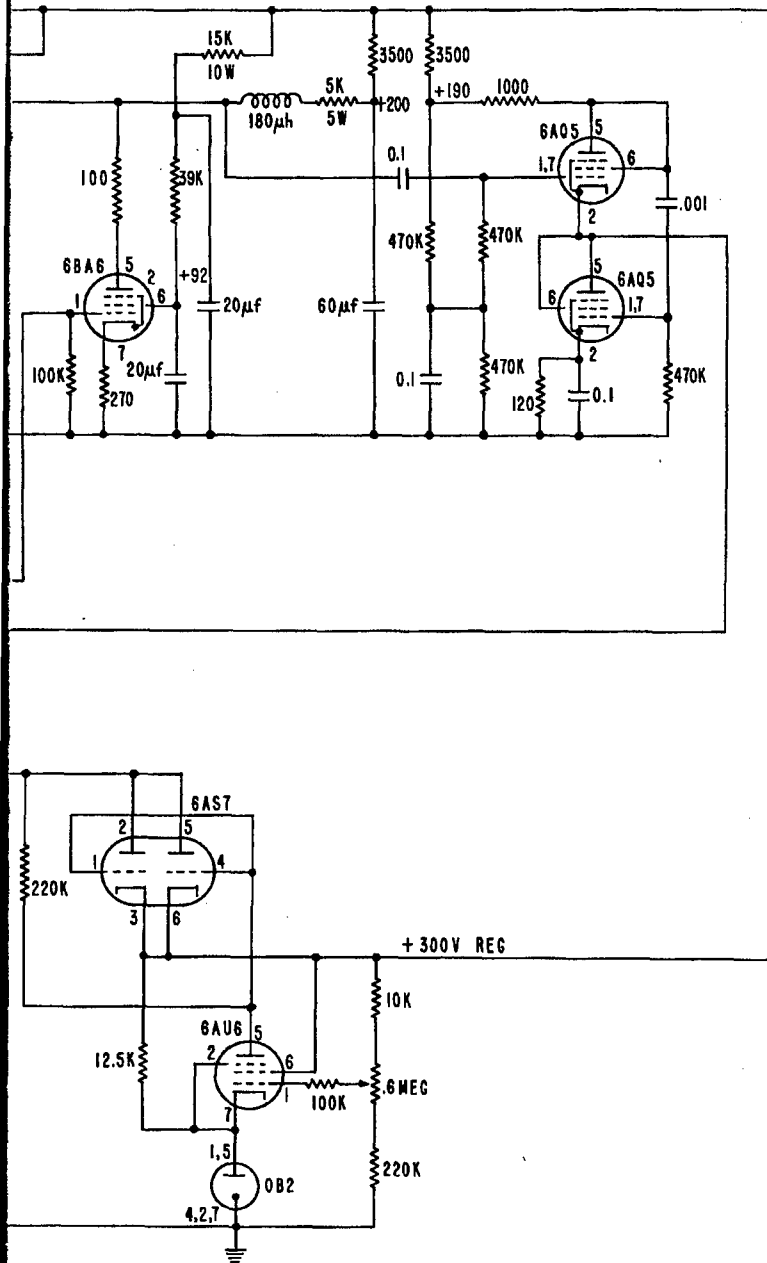 15K
10W
3500
3500
5K
5W
+200
+190
1000
180µh
6AQ5
5
1,7
6
0.1
.001
100
39K
2
470K
470K
6BA6
5
2
+92
6
1
7
20µf
20µf
60µf
6AQ5
5
6
1,7
2
100K
270
0.1
470K
120
0.1
470K
6AS7
2
5
1
4
220K
3
6
+300V REG
10K
6AU6
5
2
6
12.5K
1
100K
.6MEG
7
1,5
OB2
220K
4,2,7